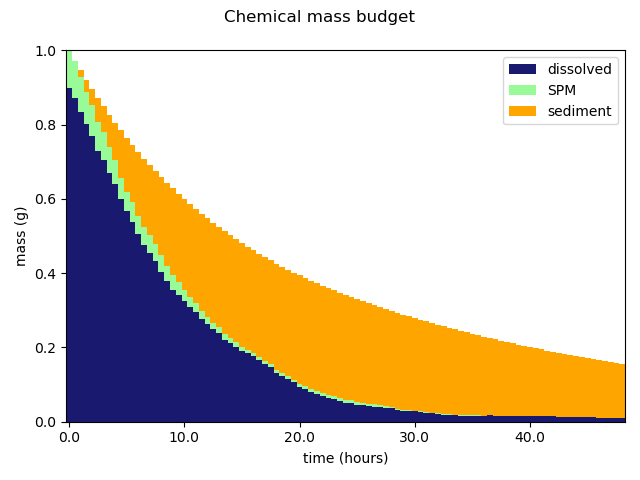 Chemical mass budget
1.0
0.8
0.6
0.4
0.2
0.0
mass (g)
dissolved
SPM
sediment
0.0 10.0 20.0 30.0 40.0
time (hours)